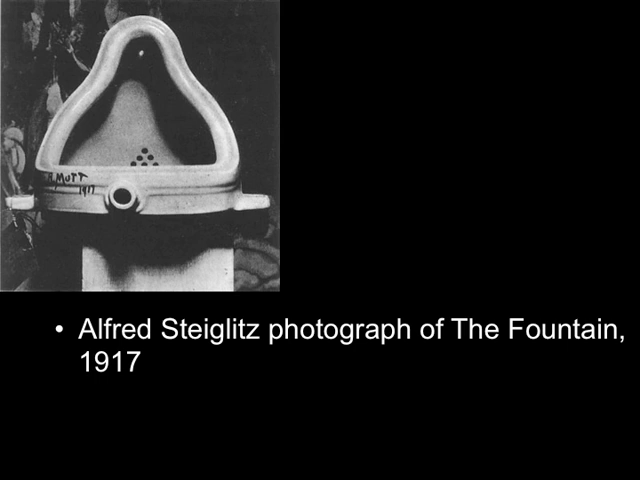 R. MUTT
1917
• Alfred Steiglitz photograph of The Fountain,
1917